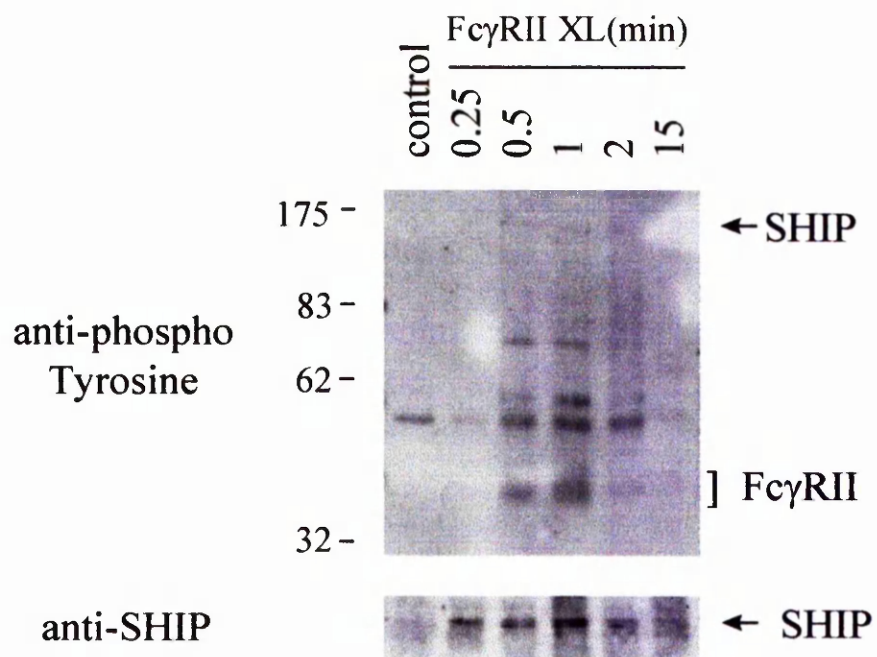 FcγRII XL(min)
control
0.25
0.5
1
2
15
175 -
← SHIP
83 -
anti-phospho
Tyrosine
62 -
] FcγRII
32 -
anti-SHIP
← SHIP